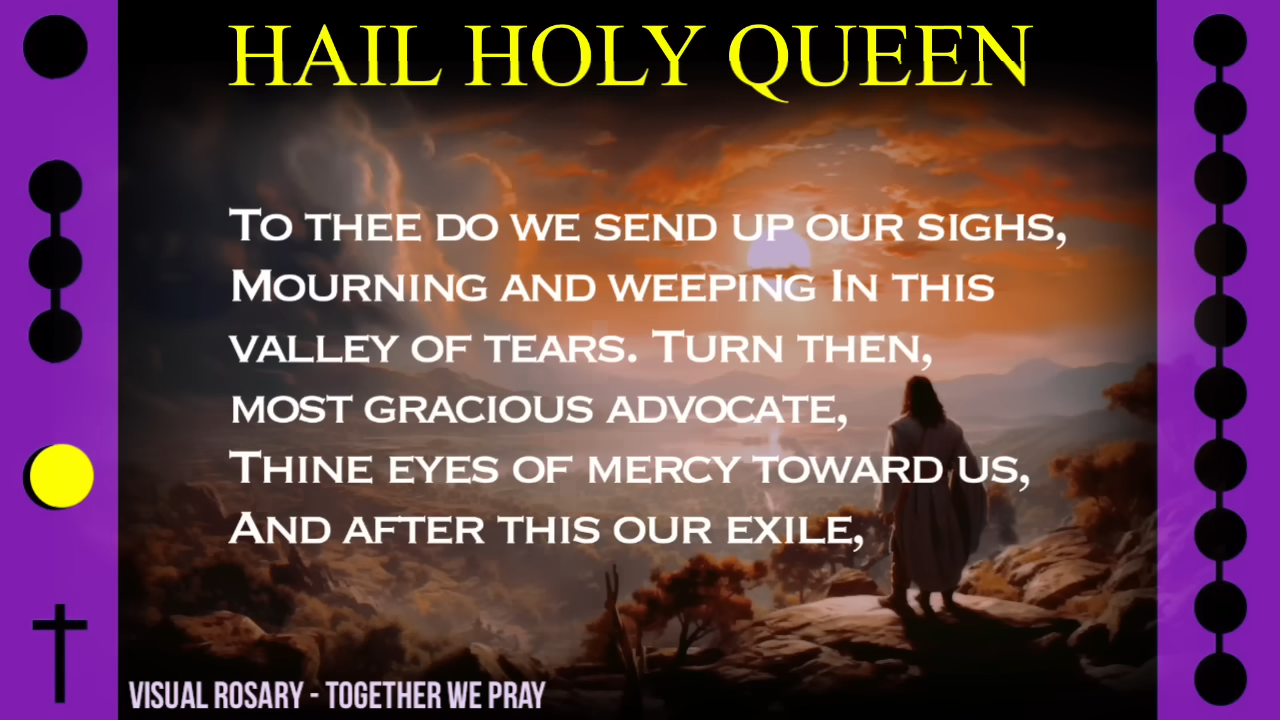 HAIL HOLY QUEEN
To thee do we send up our sighs,
Mourning and weeping In this
valley of tears. Turn then,
most gracious advocate,
Thine eyes of mercy toward us,
And after this our exile,
VISUAL ROSARY - TOGETHER WE PRAY